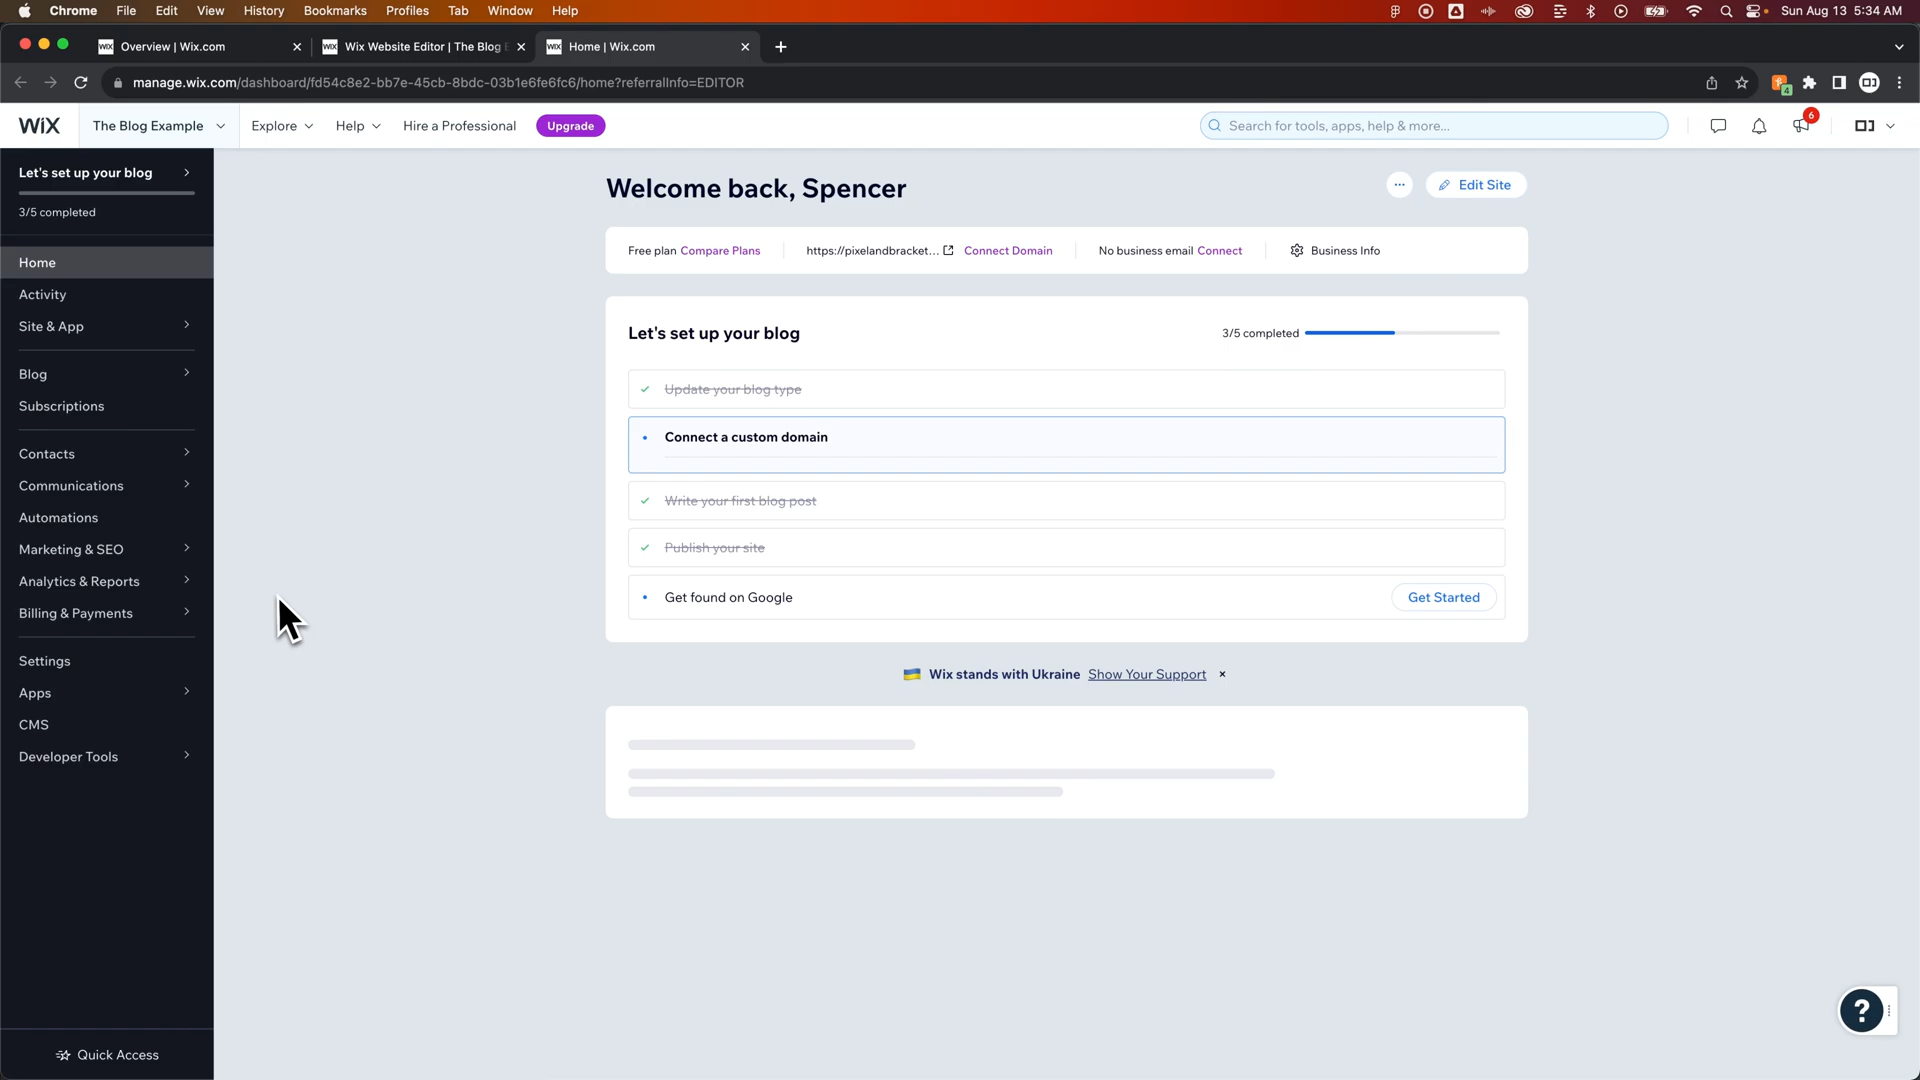 Chrome File Edit View History Bookmarks Profiles Tab Window Help
Sun Aug 13 5:34 AM
WiX Overview | Wix.com
WiX Wix Website Editor | The Blog
WiX Home | Wix.com
manage.wix.com/dashboard/fd54c8e2-bb7e-45cb-8bdc-03b1e6fe6fc6/home?referralInfo=EDITOR
4
WiX
The Blog Example
Explore
Help
Hire a Professional
Upgrade
Search for tools, apps, help & more...
6
Let's set up your blog
3/5 completed
Home
Activity
Site & App
Blog
Subscriptions
Contacts
Communications
Automations
Marketing & SEO
Analytics & Reports
Billing & Payments
Settings
Apps
CMS
Developer Tools
Quick Access
Welcome back, Spencer
... Edit Site
Free plan Compare Plans
https://pixelandbracket... Connect Domain
No business email Connect
Business Info
Let's set up your blog
3/5 completed
Update your blog type
Connect a custom domain
Write your first blog post
Publish your site
Get found on Google
Get Started
Wix stands with Ukraine Show Your Support
?